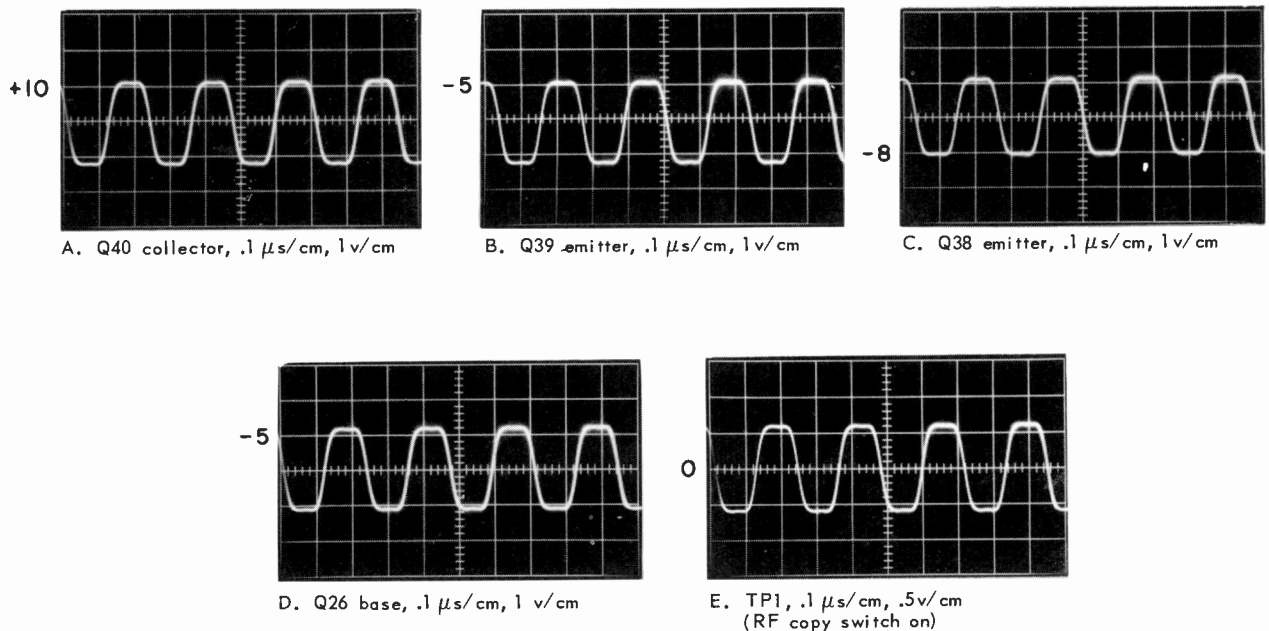 +10
A. Q40 collector, .1 μs/cm, 1v/cm
-5
B. Q39 emitter, .1 μs/cm, 1v/cm
-8
C. Q38 emitter, .1 μs/cm, 1v/cm
-5
D. Q26 base, .1 μs/cm, 1 v/cm
0
E. TP1, .1 μs/cm, .5v/cm
(RF copy switch on)